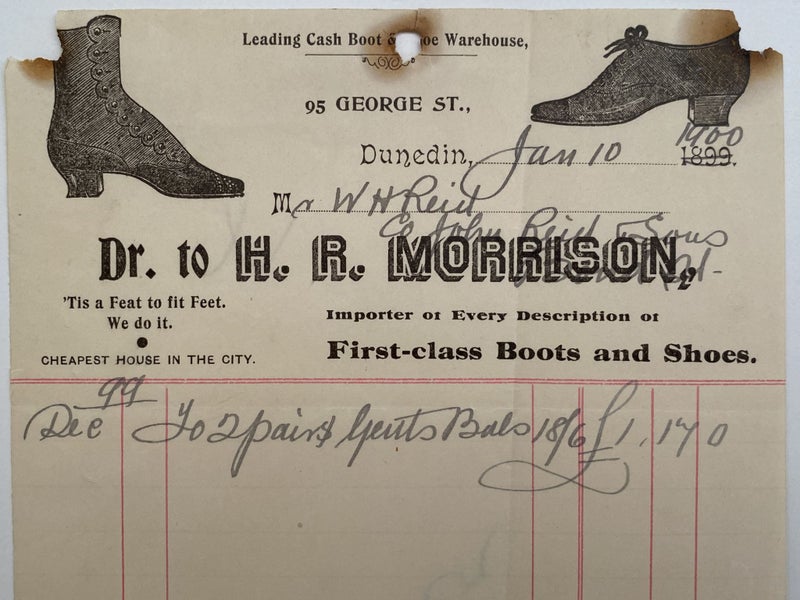 Leading Cash Boot & Shoe Warehouse,
95 GEORGE ST.,
Dunedin, Jan 10 1900 1899.
Mr W H Reid
Co John Reid & Sons
Dr. to H. R. MORRISON,
'Tis a Feat to fit Feet.
We do it.
CHEAPEST HOUSE IN THE CITY.
Importer of Every Description of
First-class Boots and Shoes.
99
Dec To 2 pairs Gents Bals 18/6 £1.17 0